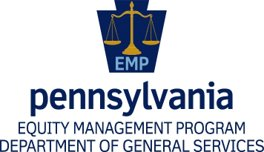 EMP
pennsylvania
EQUITY MANAGEMENT PROGRAM
DEPARTMENT OF GENERAL SERVICES